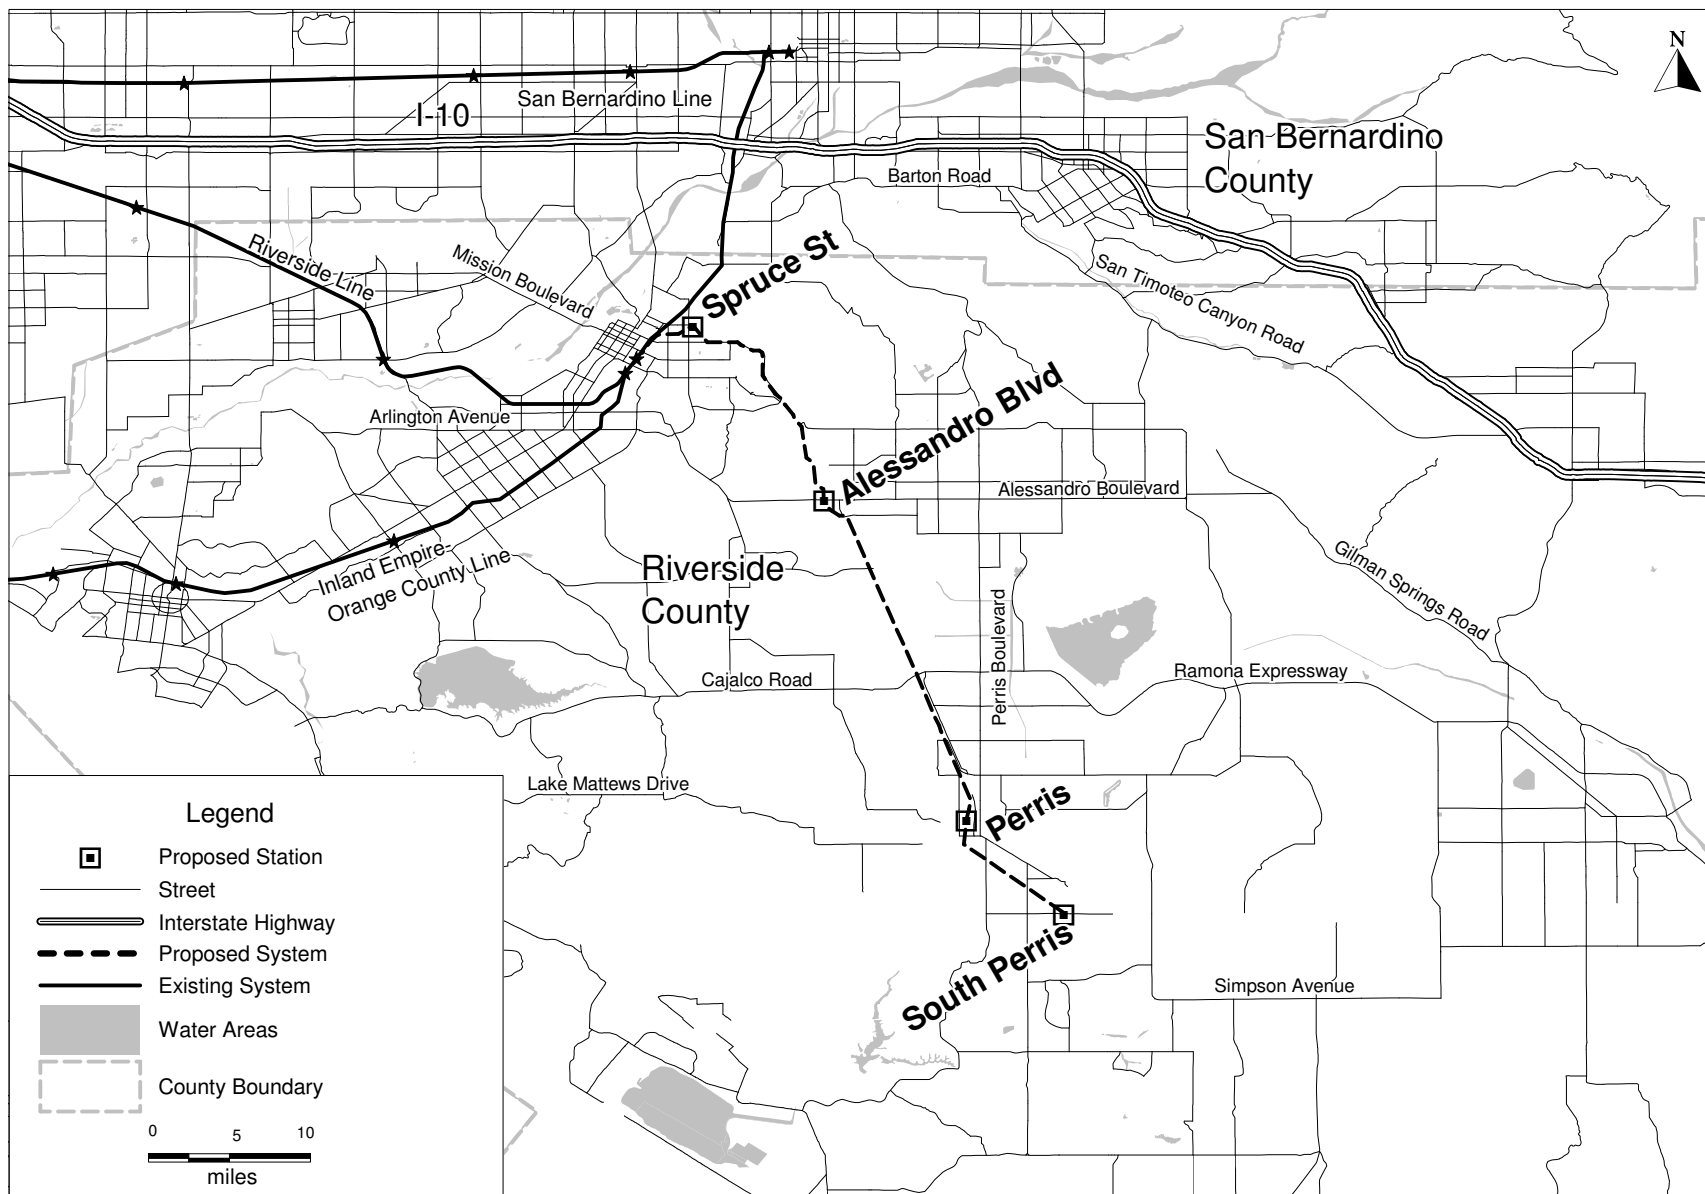 N
San Bernardino Line
I-10
San Bernardino
County
Barton Road
Riverside Line
Mission Boulevard
Spruce St
San Timoteo Canyon Road
Arlington Avenue
Alessandro Blvd
Alessandro Boulevard
Inland Empire-
Orange County Line
Riverside
County
Gilman Springs Road
Perris Boulevard
Cajalco Road
Ramona Expressway
Lake Mattews Drive
Perris
South Perris
Simpson Avenue
Legend
Proposed Station
Street
Interstate Highway
Proposed System
Existing System
Water Areas
County Boundary
0 5 10
miles